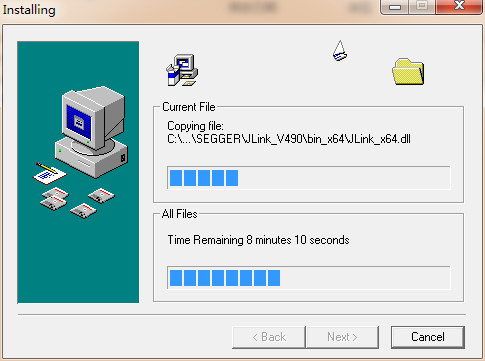 Installing
Current File
Copying file:
C:\...\SEGGER\JLink_V490\bin_x64\JLink_x64.dll
All Files
Time Remaining 8 minutes 10 seconds
< Back
Next >
Cancel